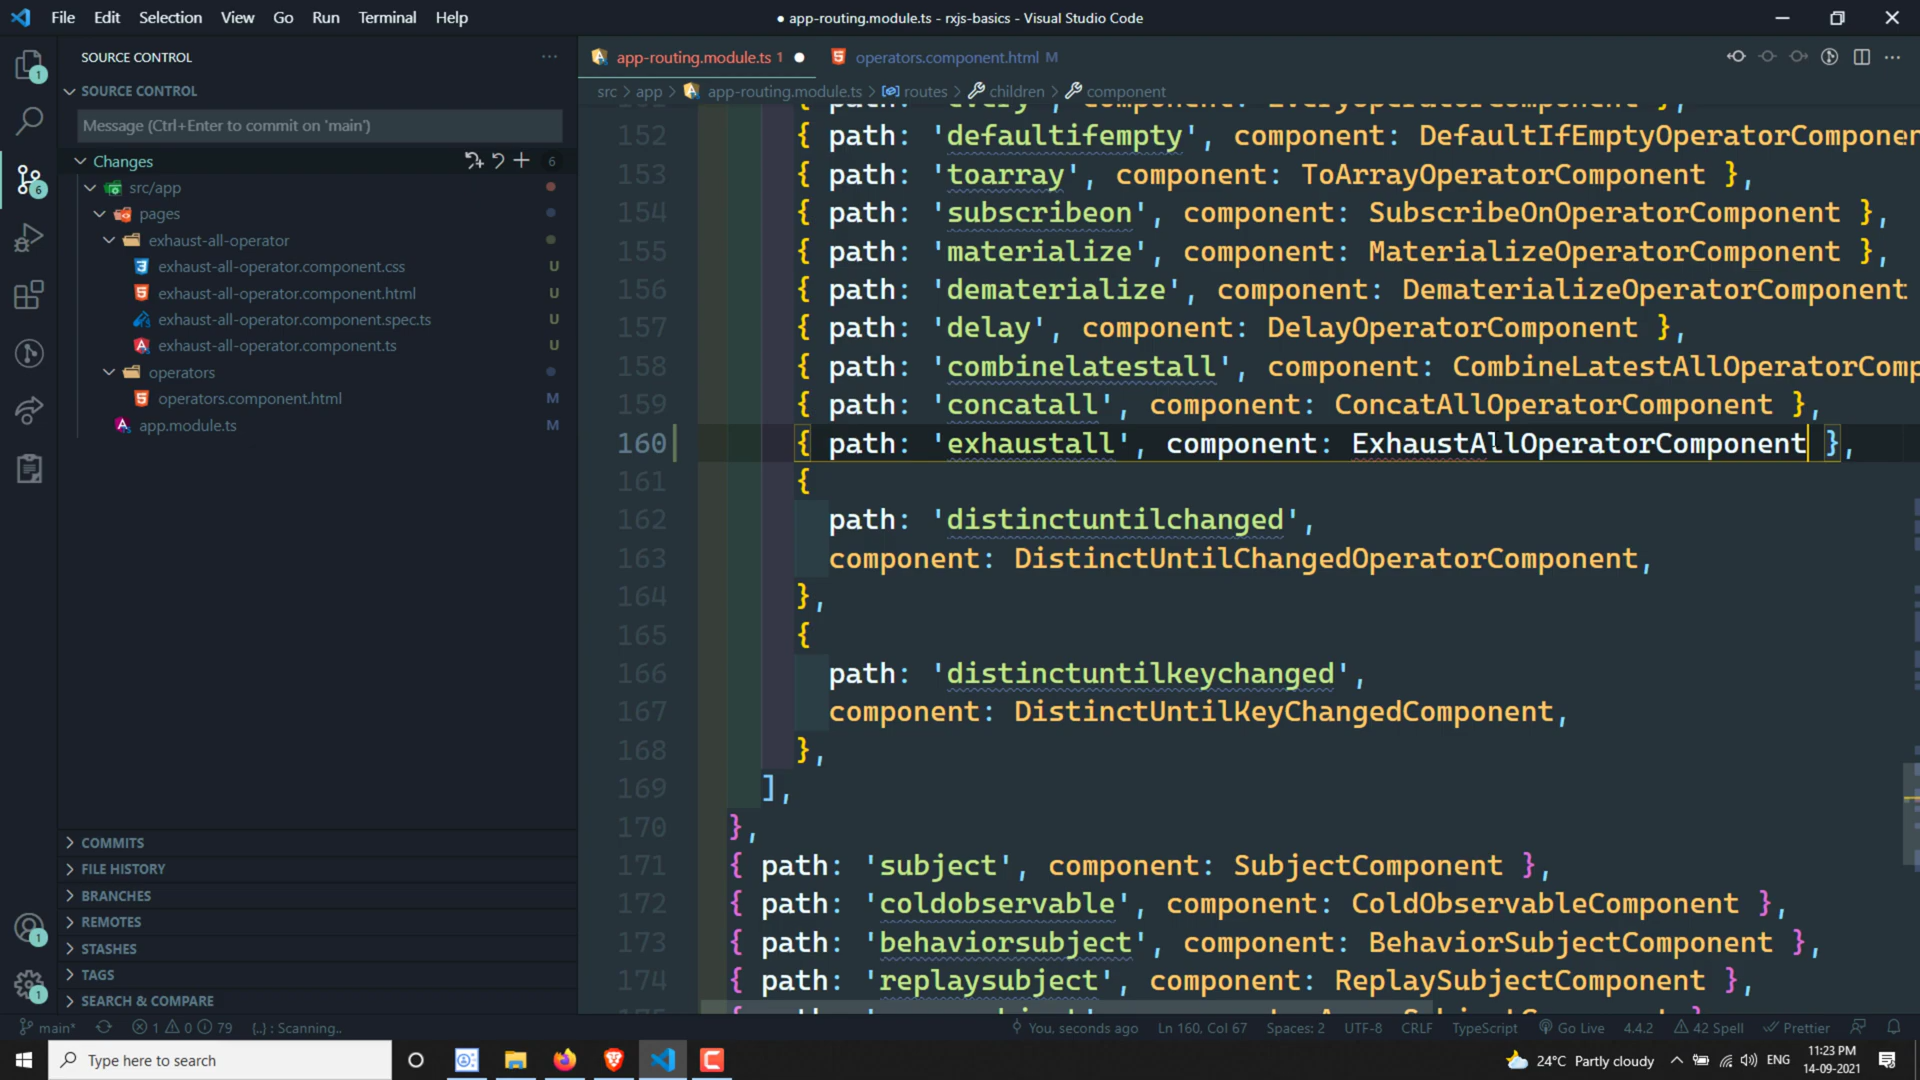 File Edit Selection View Go Run Terminal Help
● app-routing.module.ts - rxjs-basics - Visual Studio Code
SOURCE CONTROL
app-routing.module.ts 1
operators.component.html M
SOURCE CONTROL
src > app > app-routing.module.ts > routes > children > component
Message (Ctrl+Enter to commit on 'main')
Changes
6
src/app
pages
exhaust-all-operator
exhaust-all-operator.component.css U
exhaust-all-operator.component.html U
exhaust-all-operator.component.spec.ts U
exhaust-all-operator.component.ts U
operators
operators.component.html M
app.module.ts M
COMMITS
FILE HISTORY
BRANCHES
REMOTES
STASHES
TAGS
SEARCH & COMPARE
152 { path: 'defaultifempty', component: DefaultIfEmptyOperatorComponen
153 { path: 'toarray', component: ToArrayOperatorComponent },
154 { path: 'subscribeon', component: SubscribeOnOperatorComponent },
155 { path: 'materialize', component: MaterializeOperatorComponent },
156 { path: 'dematerialize', component: DematerializeOperatorComponent
157 { path: 'delay', component: DelayOperatorComponent },
158 { path: 'combinelatestall', component: CombineLatestAllOperatorComp
159 { path: 'concatall', component: ConcatAllOperatorComponent },
160 { path: 'exhaustall', component: ExhaustAllOperatorComponent },
161 {
162 path: 'distinctuntilchanged',
163 component: DistinctUntilChangedOperatorComponent,
164 },
165 {
166 path: 'distinctuntilkeychanged',
167 component: DistinctUntilKeyChangedComponent,
168 },
169 ],
170 },
171 { path: 'subject', component: SubjectComponent },
172 { path: 'coldobservable', component: ColdObservableComponent },
173 { path: 'behaviorsubject', component: BehaviorSubjectComponent },
174 { path: 'replaysubject', component: ReplaySubjectComponent },
main* 1 0 79 {..} : Scanning.. You, seconds ago Ln 160, Col 67 Spaces: 2 UTF-8 CRLF TypeScript Go Live 4.4.2 42 Spell Prettier
Type here to search
24°C Partly cloudy
ENG
11:23 PM
14-09-2021